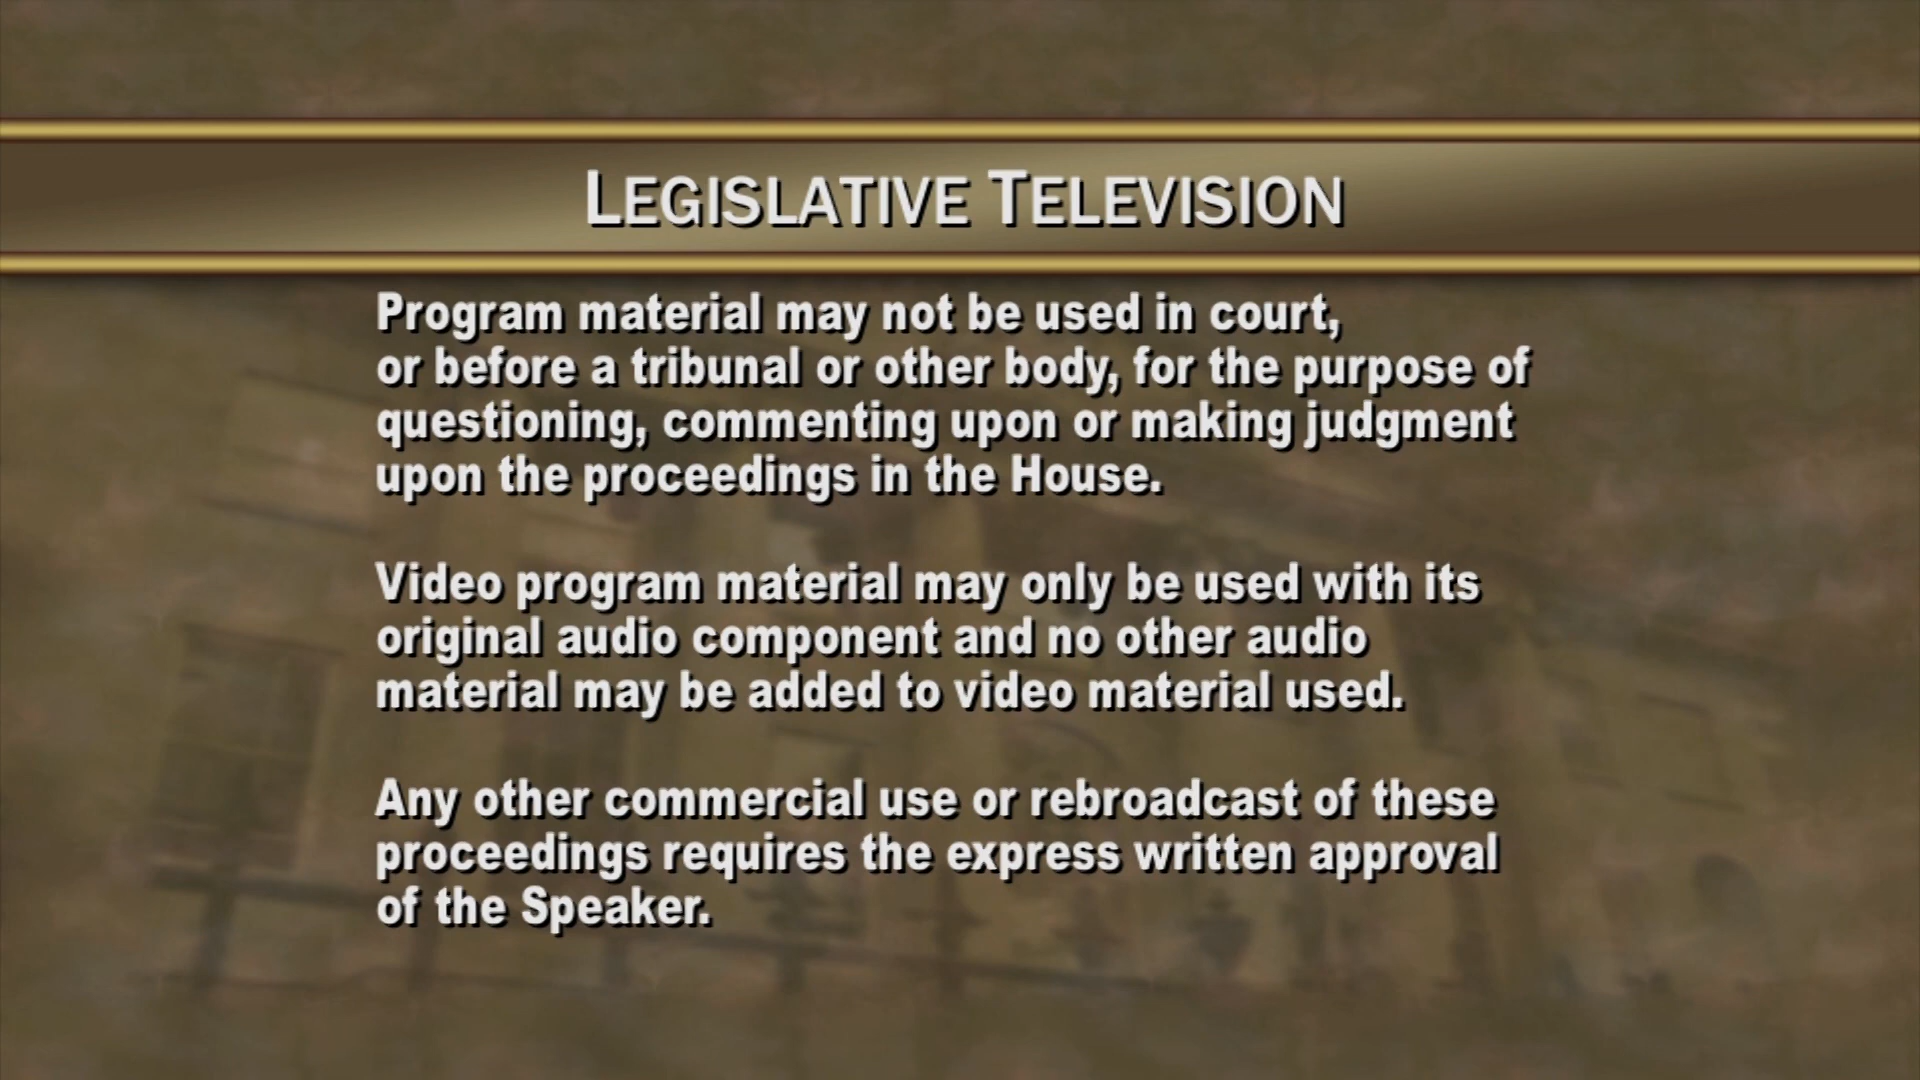 LEGISLATIVE TELEVISION
Program material may not be used in court,
or before a tribunal or other body, for the purpose of
questioning, commenting upon or making judgment
upon the proceedings in the House.
Video program material may only be used with its
original audio component and no other audio
material may be added to video material used.
Any other commercial use or rebroadcast of these
proceedings requires the express written approval
of the Speaker.